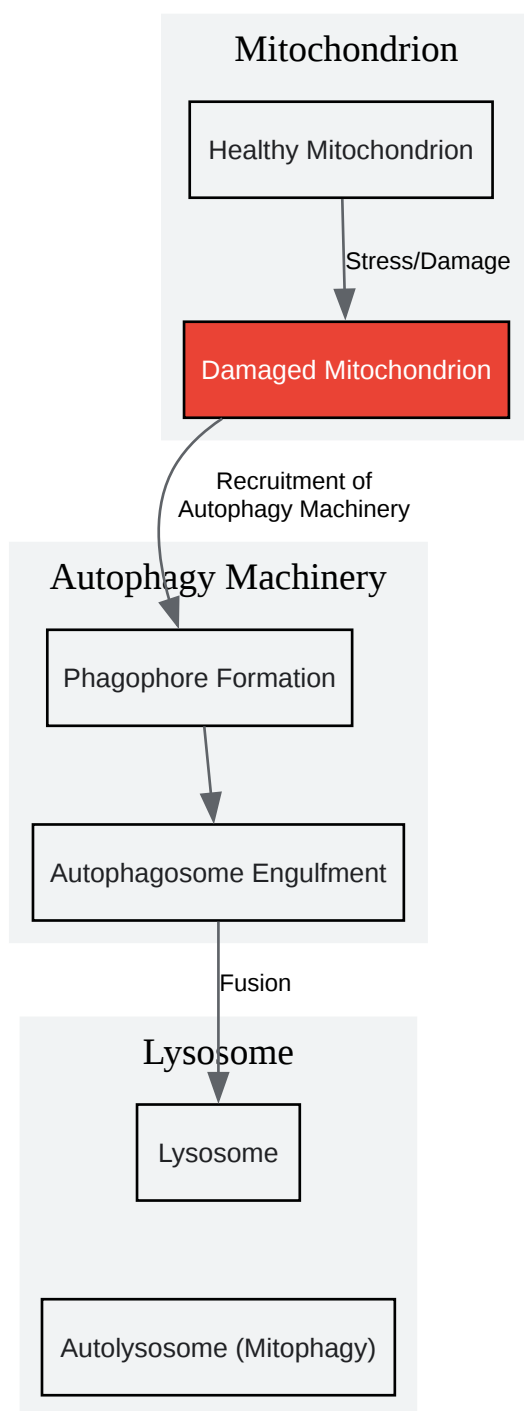 Mitochondrion
Healthy Mitochondrion
Stress/Damage
Damaged Mitochondrion
Recruitment of
Autophagy Machinery
Autophagy Machinery
Phagophore Formation
Autophagosome Engulfment
Fusion
Lysosome
Lysosome
Autolysosome (Mitophagy)